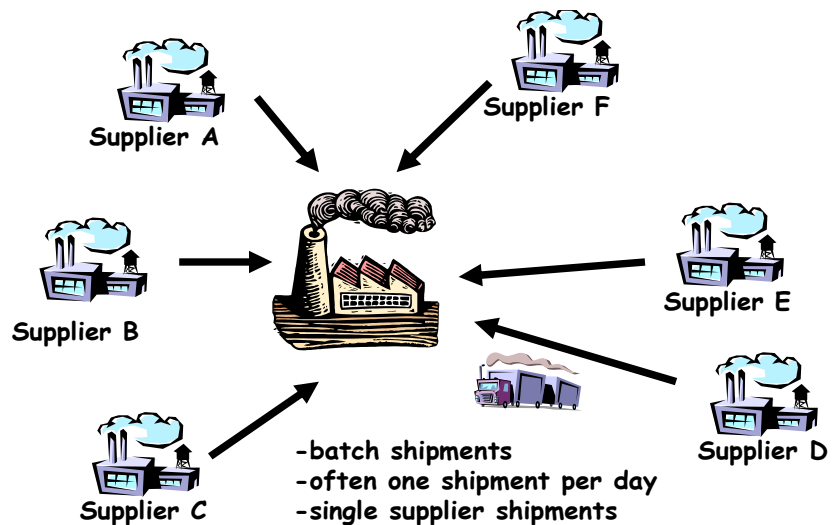 Supplier A
Supplier F
Supplier B
Supplier E
Supplier C
Supplier D
-batch shipments
-often one shipment per day
-single supplier shipments